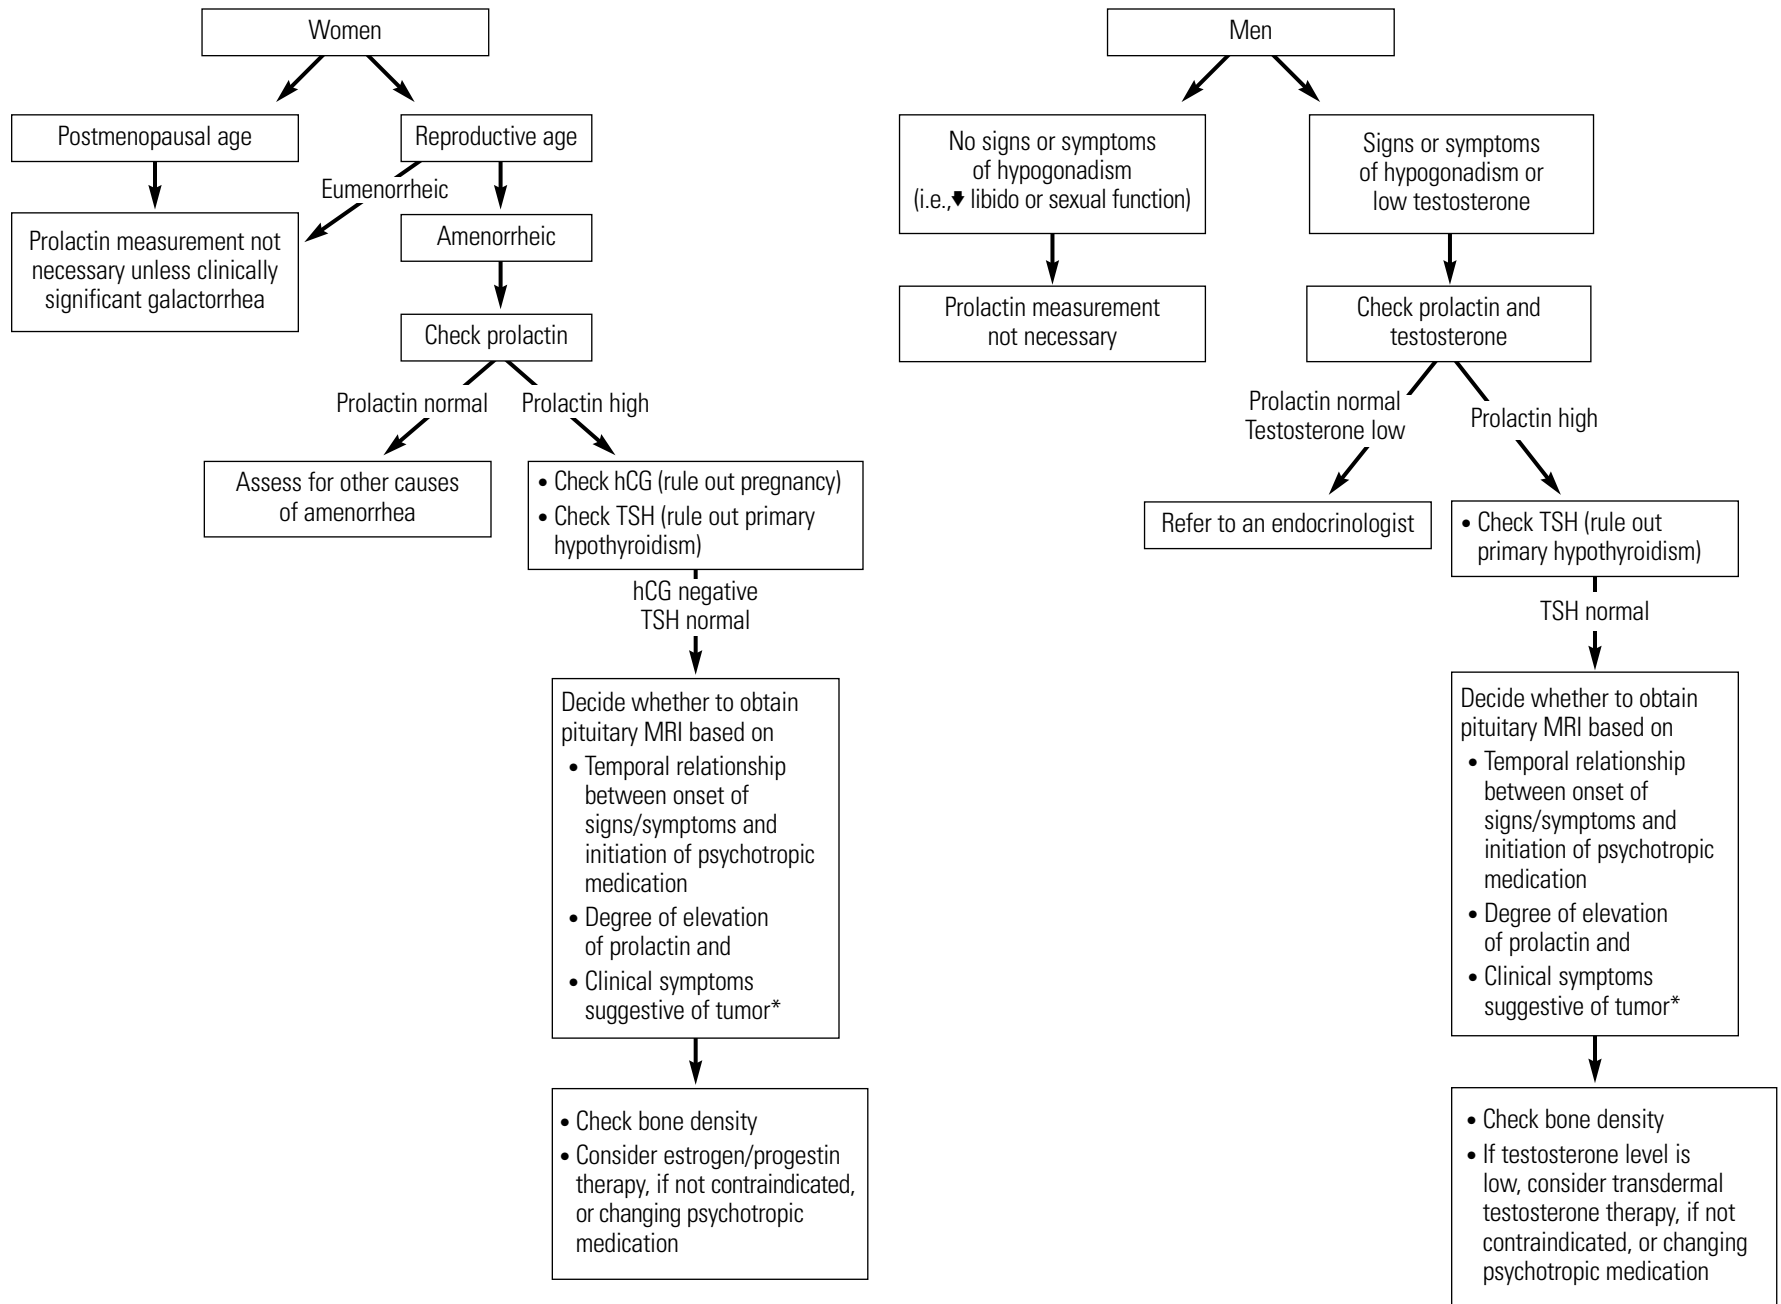 Women
Postmenopausal age
Reproductive age
Eumenorrheic
Prolactin measurement not
necessary unless clinically
significant galactorrhea
Amenorrheic
Check prolactin
Prolactin normal
Prolactin high
Assess for other causes
of amenorrhea
• Check hCG (rule out pregnancy)
• Check TSH (rule out primary
hypothyroidism)
hCG negative
TSH normal
Decide whether to obtain
pituitary MRI based on
• Temporal relationship
between onset of
signs/symptoms and
initiation of psychotropic
medication
• Degree of elevation
of prolactin and
• Clinical symptoms
suggestive of tumor*
• Check bone density
• Consider estrogen/progestin
therapy, if not contraindicated,
or changing psychotropic
medication
Men
No signs or symptoms
of hypogonadism
(i.e.,⬇ libido or sexual function)
Signs or symptoms
of hypogonadism or
low testosterone
Prolactin measurement
not necessary
Check prolactin and
testosterone
Prolactin normal
Testosterone low
Prolactin high
Refer to an endocrinologist
• Check TSH (rule out
primary hypothyroidism)
TSH normal
Decide whether to obtain
pituitary MRI based on
• Temporal relationship
between onset of
signs/symptoms and
initiation of psychotropic
medication
• Degree of elevation
of prolactin and
• Clinical symptoms
suggestive of tumor*
• Check bone density
• If testosterone level is
low, consider transdermal
testosterone therapy, if not
contraindicated, or changing
psychotropic medication